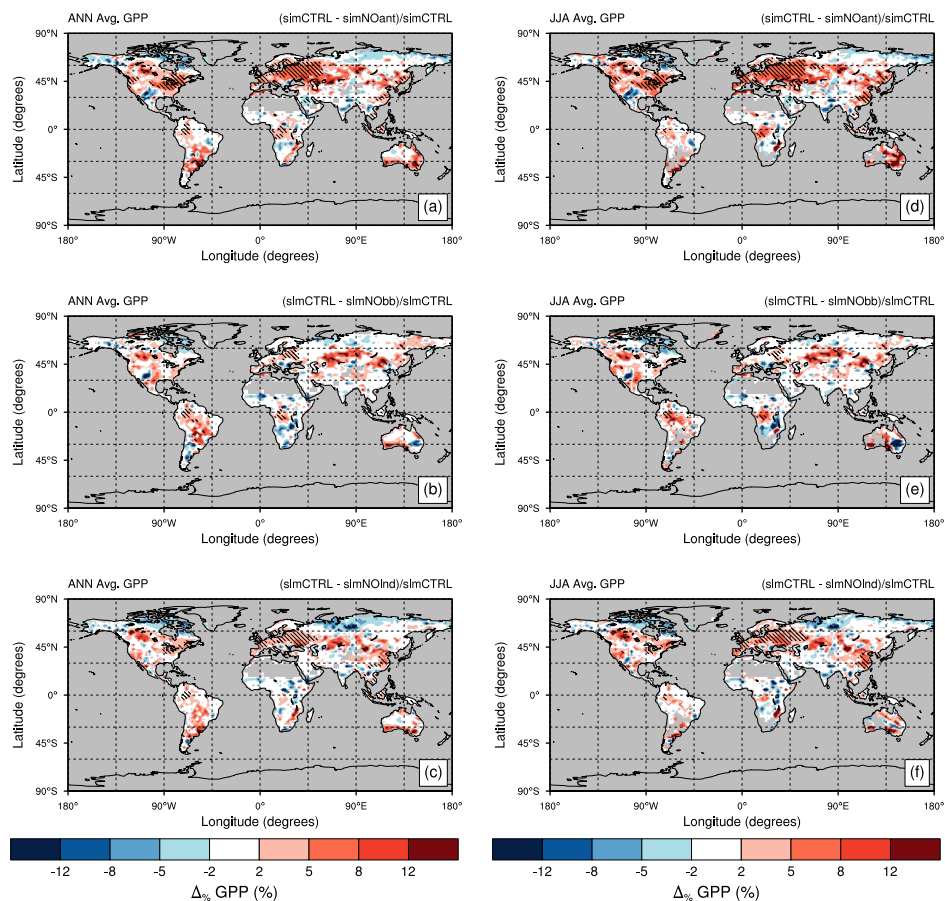 ANN Avg. GPP (simCTRL - simNOant)/simCTRL
90°N
45°N
0°
45°S
90°S
Latitude (degrees)
(a)
180° 90°W 0° 90°E 180°
Longitude (degrees)
JJA Avg. GPP (simCTRL - simNOant)/simCTRL
90°N
45°N
0°
45°S
90°S
Latitude (degrees)
(d)
180° 90°W 0° 90°E 180°
Longitude (degrees)
ANN Avg. GPP (slmCTRL - slmNObb)/slmCTRL
90°N
45°N
0°
45°S
90°S
Latitude (degrees)
(b)
180° 90°W 0° 90°E 180°
Longitude (degrees)
JJA Avg. GPP (slmCTRL - slmNObb)/slmCTRL
90°N
45°N
0°
45°S
90°S
Latitude (degrees)
(e)
180° 90°W 0° 90°E 180°
Longitude (degrees)
ANN Avg. GPP (slmCTRL - slmNOInd)/slmCTRL
90°N
45°N
0°
45°S
90°S
Latitude (degrees)
(c)
180° 90°W 0° 90°E 180°
Longitude (degrees)
JJA Avg. GPP (slmCTRL - slmNOInd)/slmCTRL
90°N
45°N
0°
45°S
90°S
Latitude (degrees)
(f)
180° 90°W 0° 90°E 180°
Longitude (degrees)
-12 -8 -5 -2 2 5 8 12
Δ% GPP (%)
-12 -8 -5 -2 2 5 8 12
Δ% GPP (%)